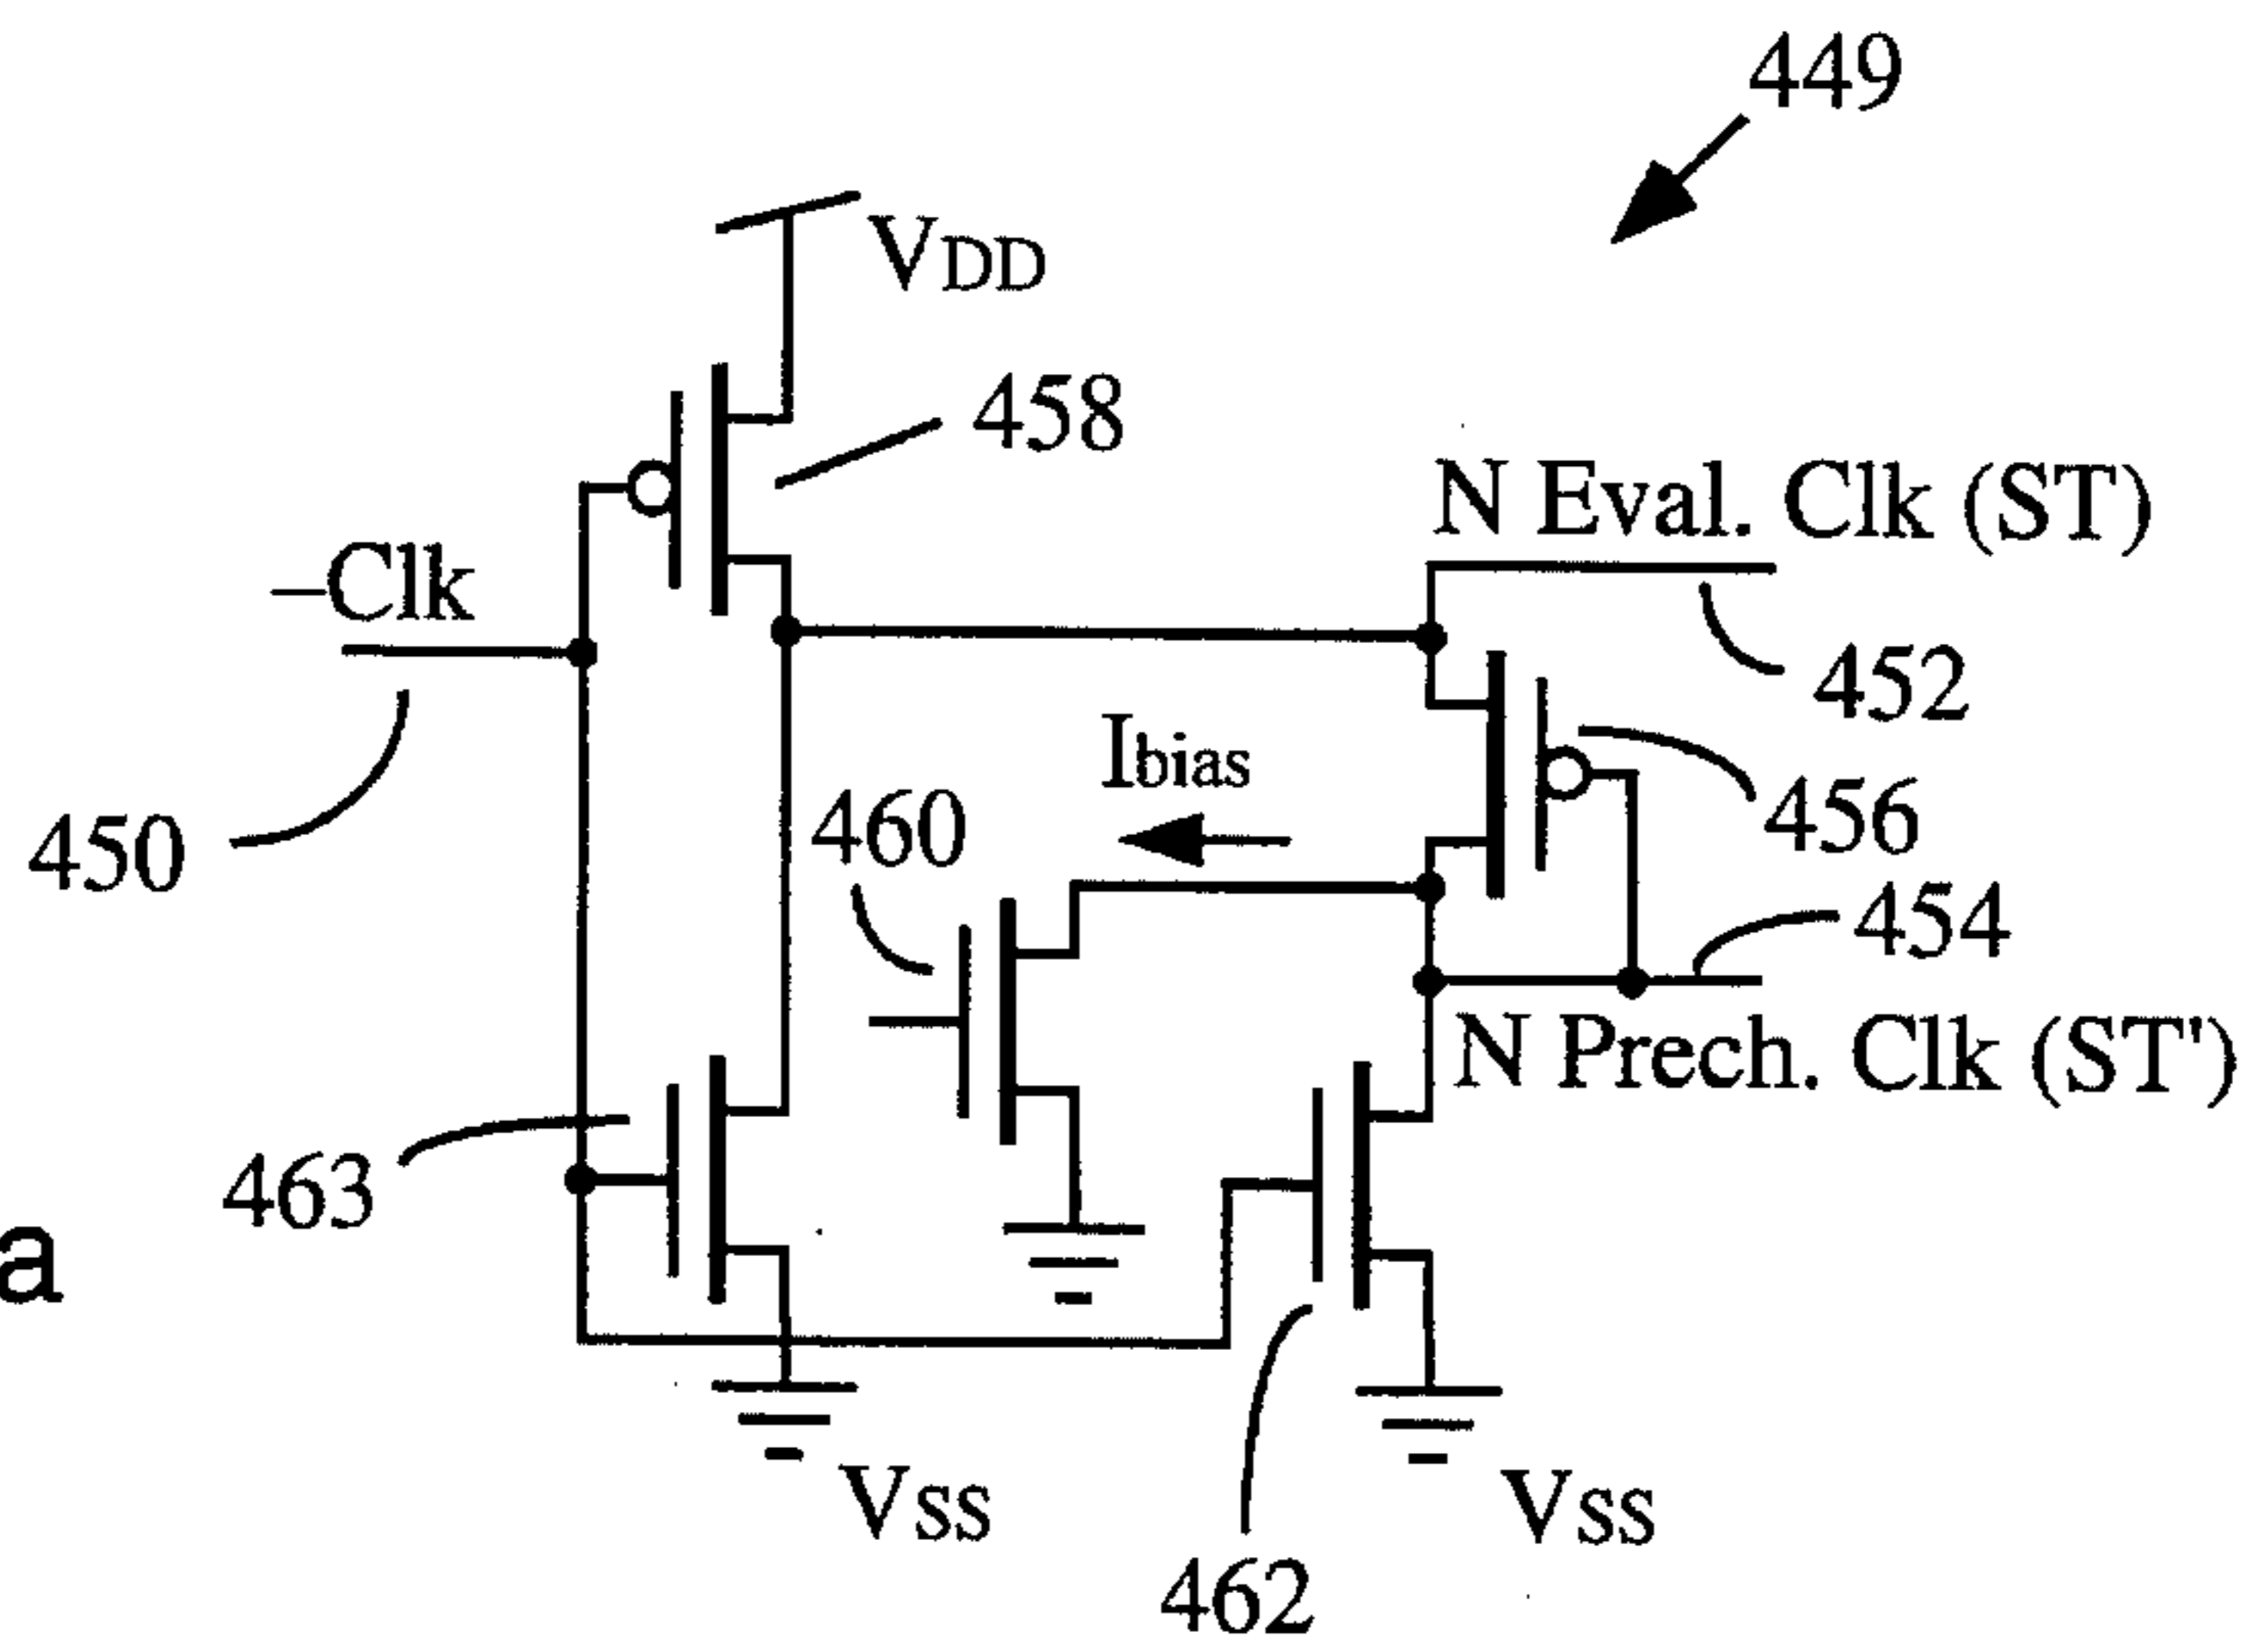 449
VDD
458
N Eval. Clk (ST)
–Clk
452
Ibias
456
460
450
454
N Prech. Clk (ST')
463
a
Vss
Vss
462